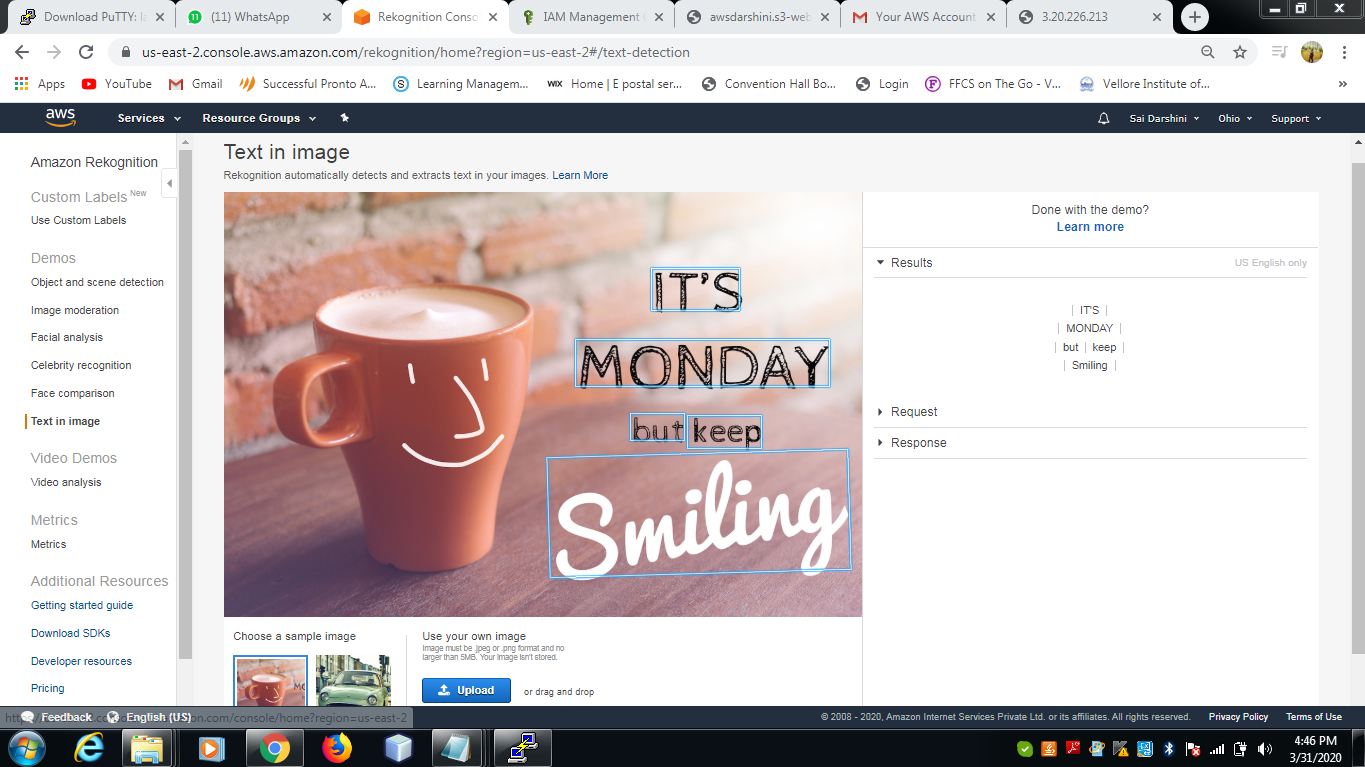 Download PuTTY: la
(11) WhatsApp
Rekognition Conso
IAM Management
awsdarshini.s3-web
Your AWS Account
3.20.226.213
us-east-2.console.aws.amazon.com/rekognition/home?region=us-east-2#/text-detection
Apps YouTube Gmail Successful Pronto A... Learning Managem... WIX Home | E postal ser... Convention Hall Bo... Login FFCS on The Go - V... Vellore Institute of... »
aws Services Resource Groups Sai Darshini Ohio Support
Amazon Rekognition
Custom Labels New
Use Custom Labels
Demos
Object and scene detection
Image moderation
Facial analysis
Celebrity recognition
Face comparison
Text in image
Video Demos
Video analysis
Metrics
Metrics
Additional Resources
Getting started guide
Download SDKs
Developer resources
Pricing
Text in image
Rekognition automatically detects and extracts text in your images. Learn More
IT'S
MONDAY
but keep
Smiling
Done with the demo?
Learn more
Results US English only
| IT'S |
| MONDAY |
| but | keep |
| Smiling |
Request
Response
Choose a sample image
Use your own image
Image must be .jpeg or .png format and no
larger than 5MB. Your image isn't stored.
Upload or drag and drop
Feedback English (US)
© 2008 - 2020, Amazon Internet Services Private Ltd. or its affiliates. All rights reserved. Privacy Policy Terms of Use
4:46 PM
3/31/2020